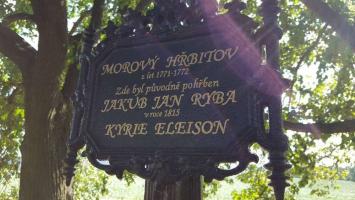 MOROVÝ HŘBITOV
z let 1771-1772
Zde byl původně pohřben
JAKUB JAN RYBA
v roce 1815
KYRIE ELEISON